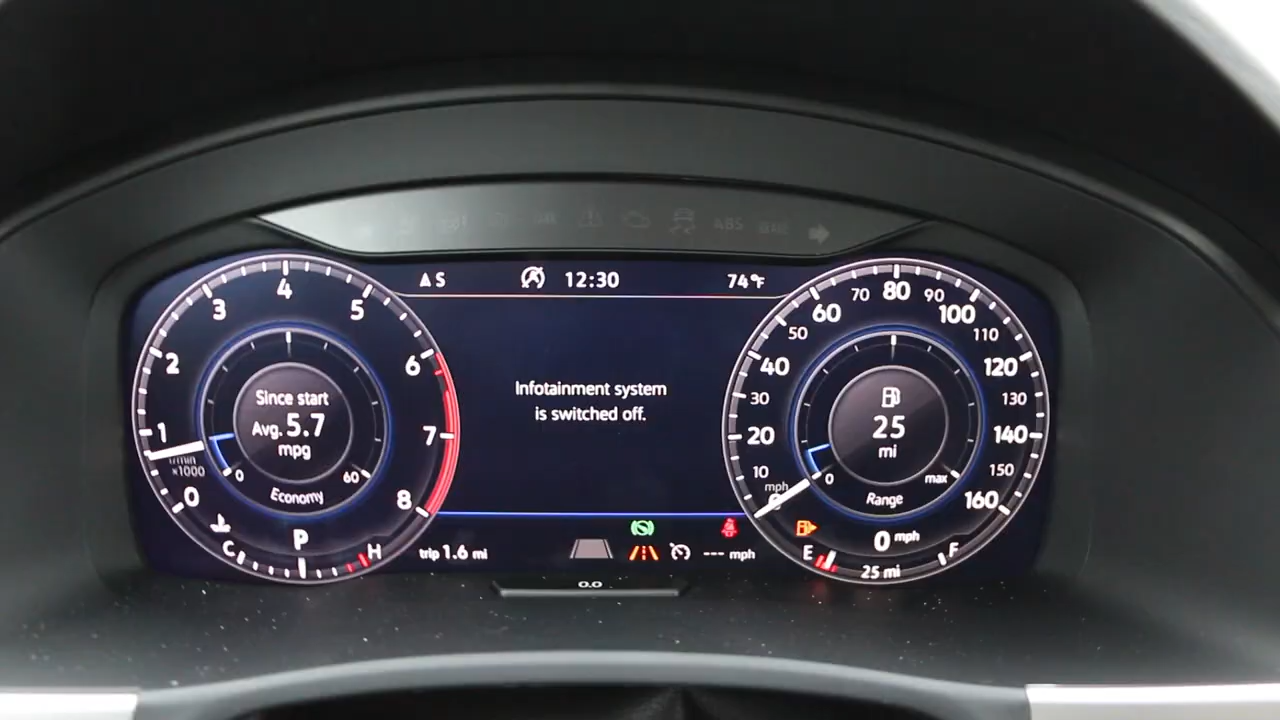 ABS
A S
12:30
74°F
0
1
2
3
4
5
6
7
8
1/min
x1000
Since start
Avg. 5.7
mpg
0
60
Economy
C
P
H
Infotainment system
is switched off.
trip 1.6 mi
--- mph
0.0
0
10
20
30
40
50
60
70
80
90
100
110
120
130
140
150
160
mph
25
mi
0
max
Range
0 mph
E
F
25 mi